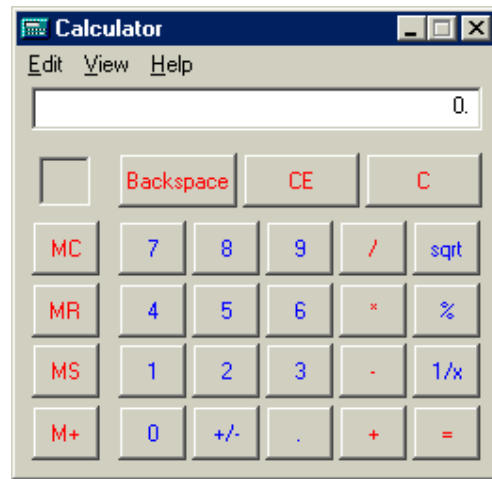 Calculator
Edit View Help
0.
Backspace CE C
MC 7 8 9 / sqrt
MR 4 5 6 * %
MS 1 2 3 - 1/x
M+ 0 +/- . + =